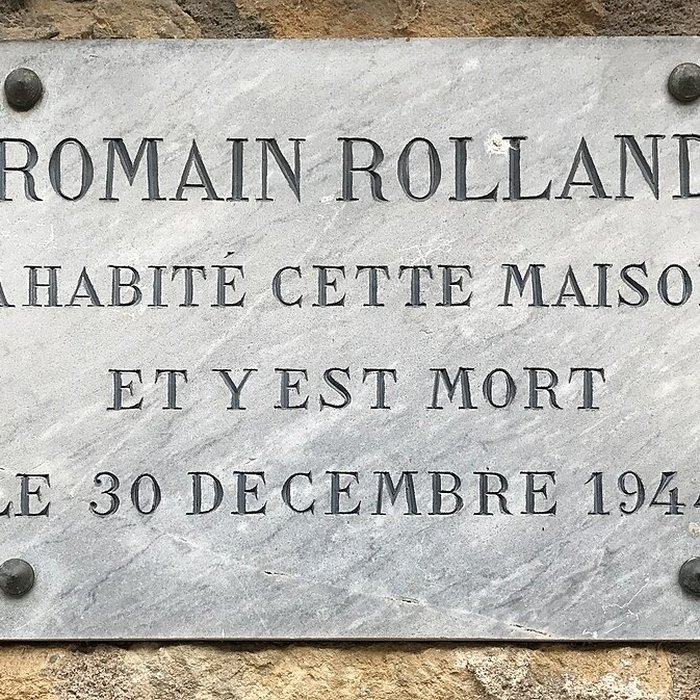 ROMAIN ROLLAND
A HABITÉ CETTE MAISO
ET Y EST MORT
LE 30 DECEMBRE 194